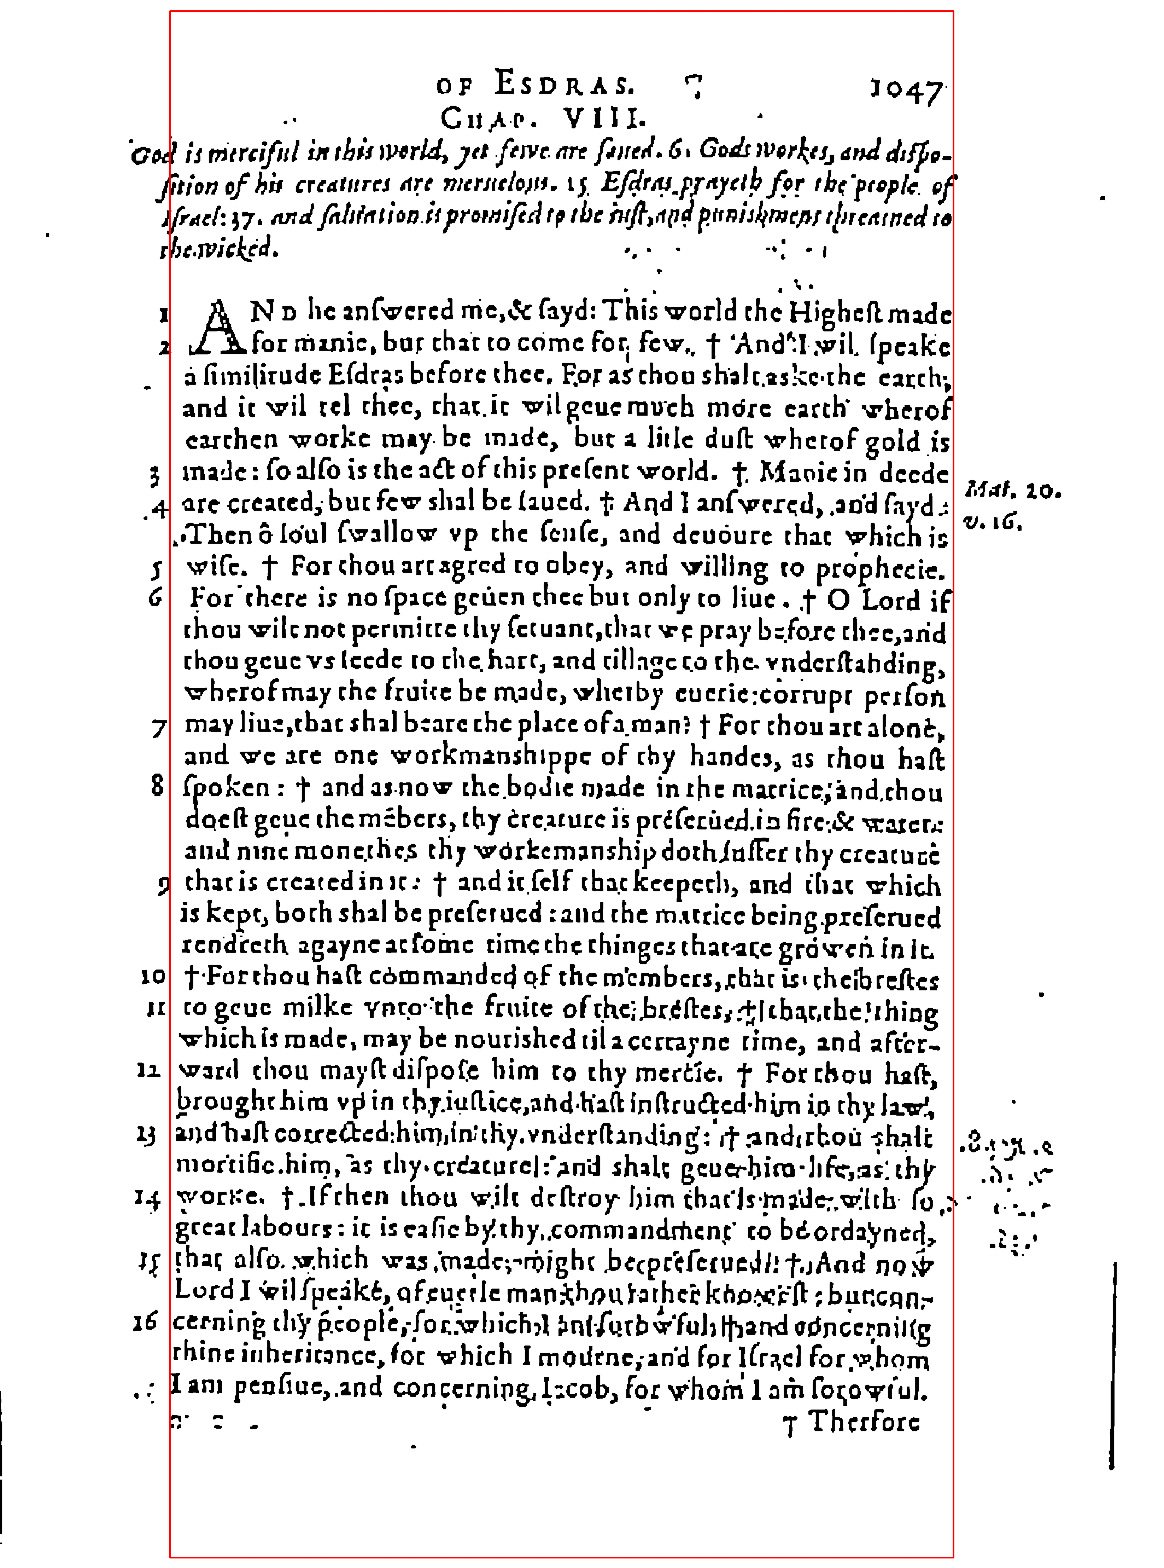 OF ESDRAS. 1047
CHAP. VIII.
God is merciful in this world, yet fewe are saued. 6. Gods workes, and dispo-
sition of his creatures are meruelous. 15. Esdras prayeth for the people of
Israel: 37. and saluation is promised to the iust, and punishment threatned to
the wicked.
1 AND he answered me, & sayd: This world the Highest made
2 for manie, but that to come for few. † And I wil speake
a similitude Esdras before thee. For as thou shalt aske the earth,
and it wil tel thee, that it wil geue much more earth wherof
earthen worke may be made, but a litle dust wherof gold is
3 made: so also is the act of this present world. † Manie in deede Mat. 20.
4 are created, but few shal be saued. † And I answered, and sayd: v. 16.
Then ô soul swallow vp the sense, and deuoure that which is
5 wise. † For thou art agreed to obey, and willing to prophecie.
6 For there is no space geuen thee but only to liue. † O Lord if
thou wilt not permitte thy seruant, that we pray before thee, and
thou geue vs seede to the hart, and tillage to the vnderstanding,
wherof may the fruite be made, wherby euerie corrupt person
7 may liue, that shal beare the place of a man? † For thou art alone,
and we are one workmanshippe of thy handes, as thou hast
8 spoken: † and as now the bodie made in the matrice, and thou
doest geue the mēbers, thy creature is preserued in fire & water:
and nine monethes thy workemanship doth suffer thy creature
9 that is created in it: † and it self that keepeth, and that which
is kept, both shal be preserued: and the matrice being preserued
rendreth agayne at some time the thinges that are growen in it.
10 † For thou hast commanded of the members, that is the brestes
11 to geue milke vnto the fruite of the brestes, † that the thing
which is made, may be nourished til a certayne time, and after-
12 ward thou mayst dispose him to thy mercie. † For thou hast,
brought him vp in thy iustice, and hast instructed him in thy law,
13 and hast corrected him in thy vnderstanding: † and thou shalt
mortifie him, as thy creature: and shalt geue him life, as thy
14 worke. † If then thou wilt destroy him that is made with so
great labours: it is easie by thy commandment to be ordayned,
15 that also which was made, might be preserued. † And now
Lord I wil speake, of euerie man thou rather knowest: but con-
16 cerning thy people, for which I am sorowful: † and concerning
thine inheritance, for which I mourne, and for Israel for whom
I am pensiue, and concerning Iacob, for whom I am sorowful.
† Therfore